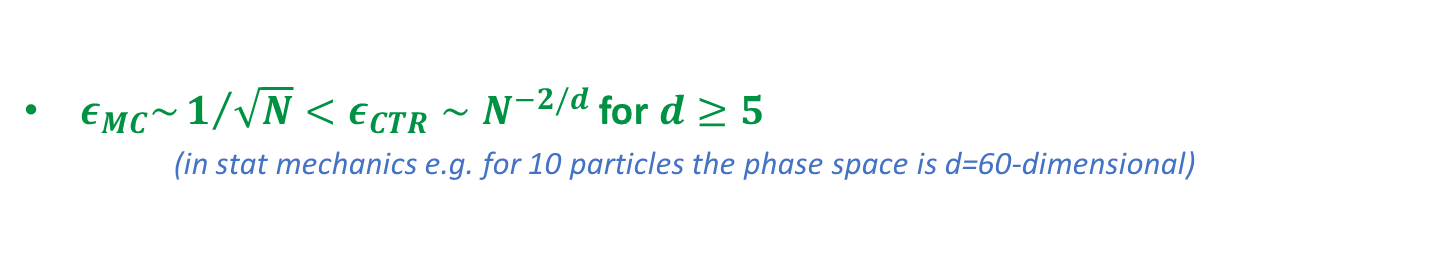 • ϵ_MC ~ 1/√N < ϵ_CTR ~ N^(−2/d) for d ≥ 5
(in stat mechanics e.g. for 10 particles the phase space is d=60-dimensional)